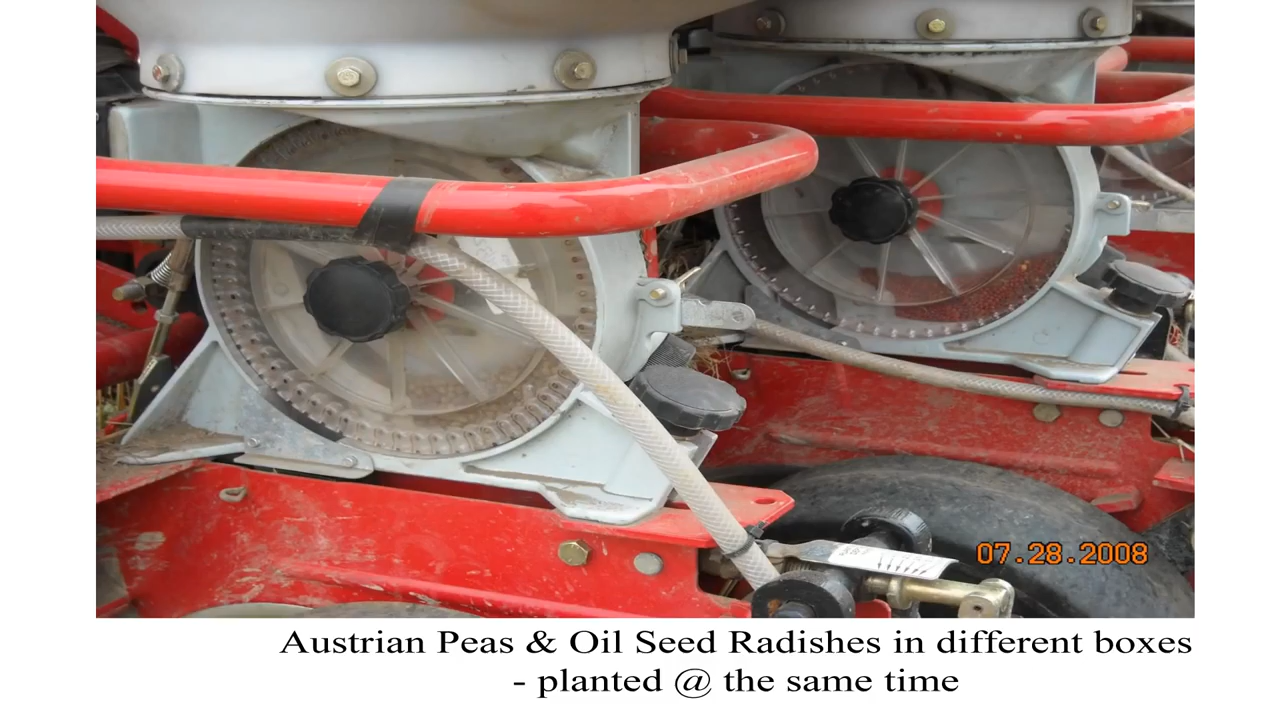 07.28.2008
Austrian Peas & Oil Seed Radishes in different boxes
- planted @ the same time